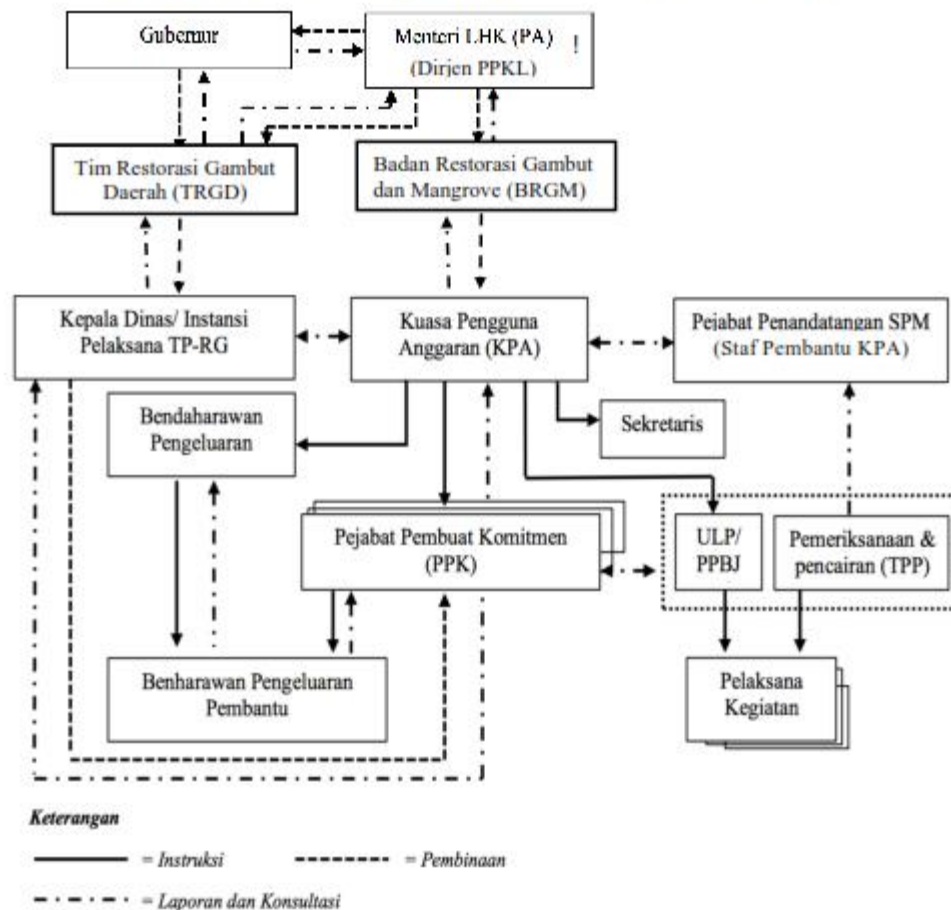 Gubernur
Menteri LHK (PA) !
(Dirjen PPKL)
Tim Restorasi Gambut
Daerah (TRGD)
Badan Restorasi Gambut
dan Mangrove (BRGM)
Kepala Dinas/ Instansi
Pelaksana TP-RG
Kuasa Pengguna
Anggaran (KPA)
Pejabat Penandatangan SPM
(Staf Pembantu KPA)
Bendaharawan
Pengeluaran
Sekretaris
Pejabat Pembuat Komitmen
(PPK)
ULP/
PPBJ
Pemeriksanaan &
pencairan (TPP)
Benharawan Pengeluaran
Pembantu
Pelaksana
Kegiatan
Keterangan
= Instruksi
= Pembinaan
= Laporan dan Konsultasi